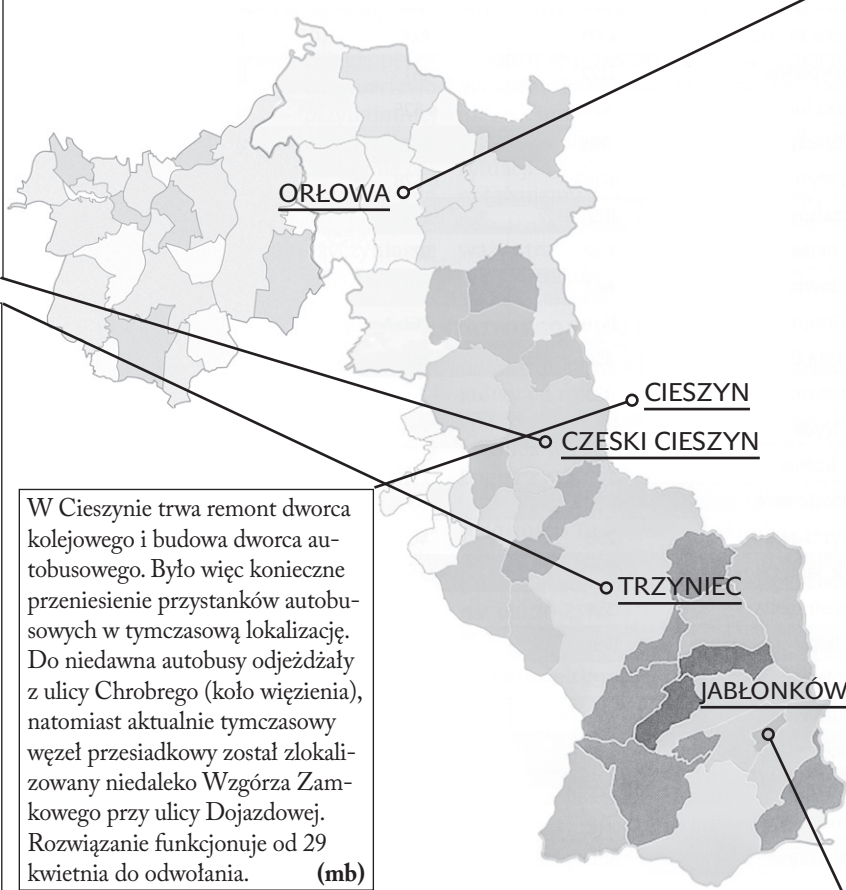 ORŁOWA
CIESZYN
CZESKI CIESZYN
TRZYNIEC
JABŁONKÓW
W Cieszynie trwa remont dworca
kolejowego i budowa dworca au-
tobusowego. Było więc konieczne
przeniesienie przystanków autobu-
sowych w tymczasową lokalizację.
Do niedawna autobusy odjeżdżały
z ulicy Chrobrego (koło więzienia),
natomiast aktualnie tymczasowy
węzeł przesiadkowy został zlokali-
zowany niedaleko Wzgórza Zam-
kowego przy ulicy Dojazdowej.
Rozwiązanie funkcjonuje od 29
kwietnia do odwołania. (mb)